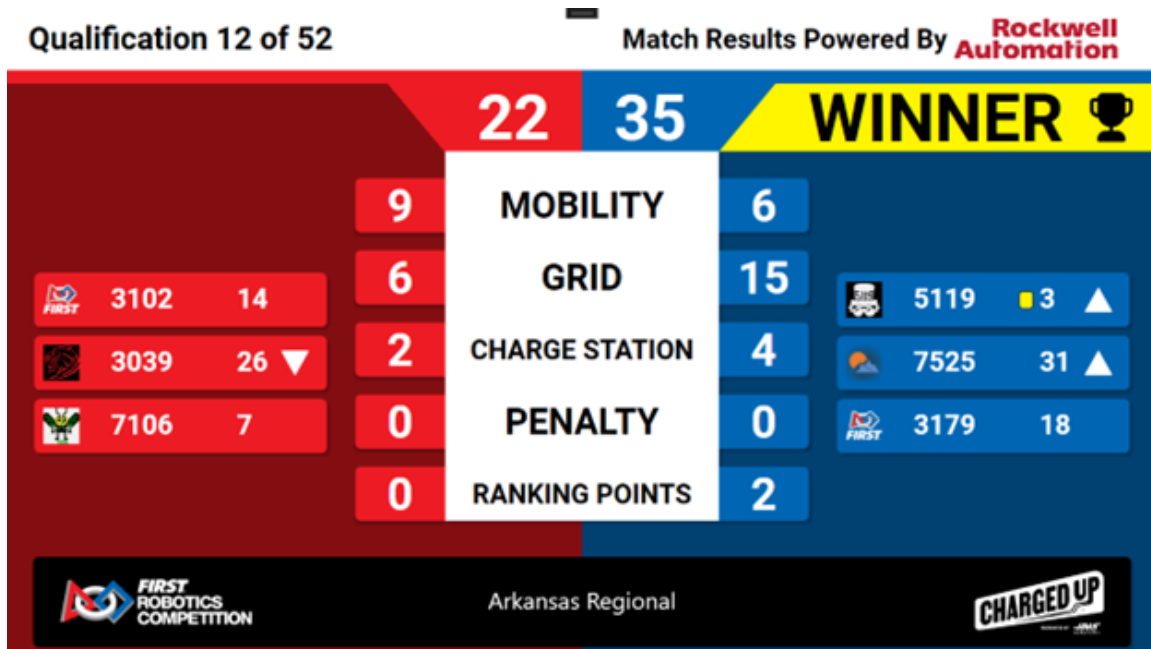 Qualification 12 of 52
Match Results Powered By Rockwell Automation
22 35 WINNER
9 MOBILITY 6
6 GRID 15
2 CHARGE STATION 4
0 PENALTY 0
0 RANKING POINTS 2
FIRST 3102 14
3039 26
7106 7
5119 3
7525 31
FIRST 3179 18
FIRST
ROBOTICS
COMPETITION
Arkansas Regional
CHARGED UP